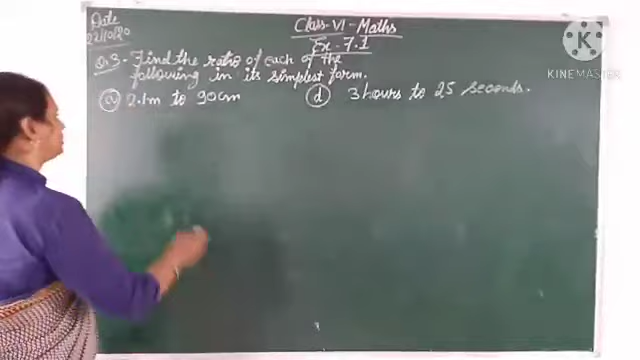 Date
22/10/20
Class-VI-Maths
Ex-7.1
Q.3- Find the ratio of each of the
following in its simplest form.
(a) 2.1m to 90cm
(d) 3 hours to 25 seconds.
KINEMASTER